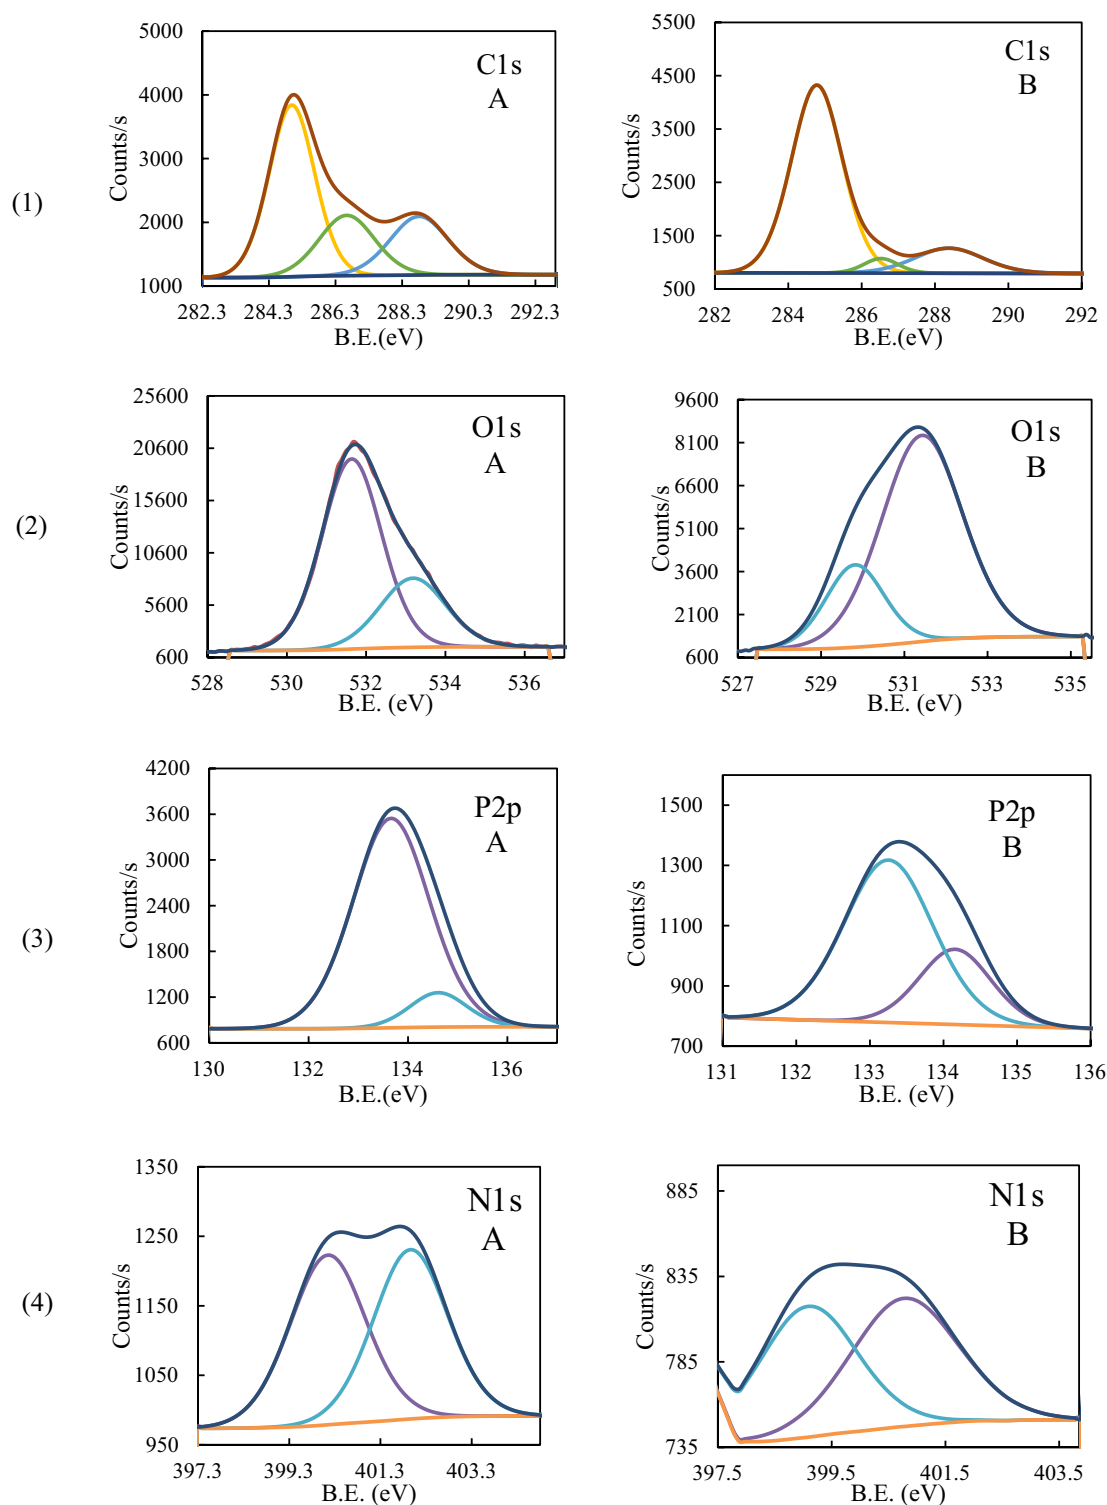 (1)
C1s
A
Counts/s
5000
4000
3000
2000
1000
282.3 284.3 286.3 288.3 290.3 292.3
B.E.(eV)
C1s
B
Counts/s
5500
4500
3500
2500
1500
500
282 284 286 288 290 292
B.E.(eV)
(2)
O1s
A
Counts/s
25600
20600
15600
10600
5600
600
528 530 532 534 536
B.E. (eV)
O1s
B
Counts/s
9600
8100
6600
5100
3600
2100
600
527 529 531 533 535
B.E. (eV)
(3)
P2p
A
Counts/s
4200
3600
3000
2400
1800
1200
600
130 132 134 136
B.E. (eV)
P2p
B
Counts/s
1500
1300
1100
900
700
131 132 133 134 135 136
B.E. (eV)
(4)
N1s
A
Counts/s
1350
1250
1150
1050
950
397.3 399.3 401.3 403.3
B.E. (eV)
N1s
B
Counts/s
885
835
785
735
397.5 399.5 401.5 403.5
B.E. (eV)